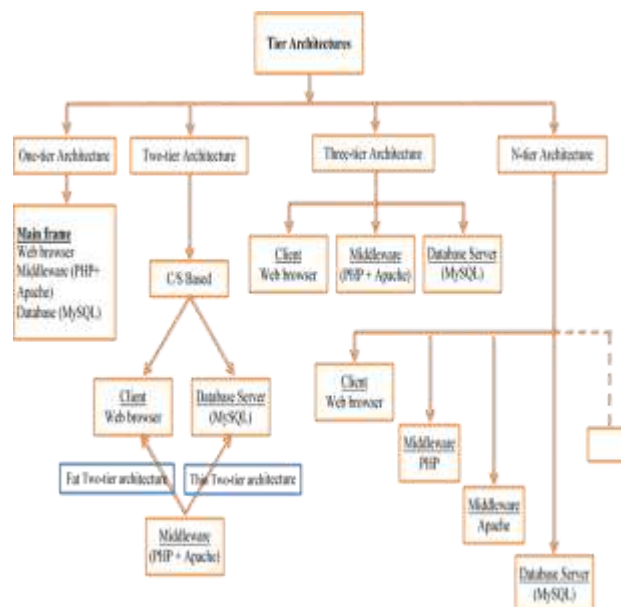 Tier Architectures
One-tier Architecture
Two-tier Architecture
Three-tier Architecture
N-tier Architecture
Main frame
Web browser
Middleware (PHP+
Apache)
Database (MySQL)
C/S Based
Client
Web browser
Middleware
(PHP + Apache)
Database Server
(MySQL)
Client
Web browser
Database Server
(MySQL)
Client
Web browser
Middleware
PHP
Middleware
Apache
Fat Two-tier architecture
Thin Two-tier architecture
Middleware
(PHP + Apache)
Database Server
(MySQL)